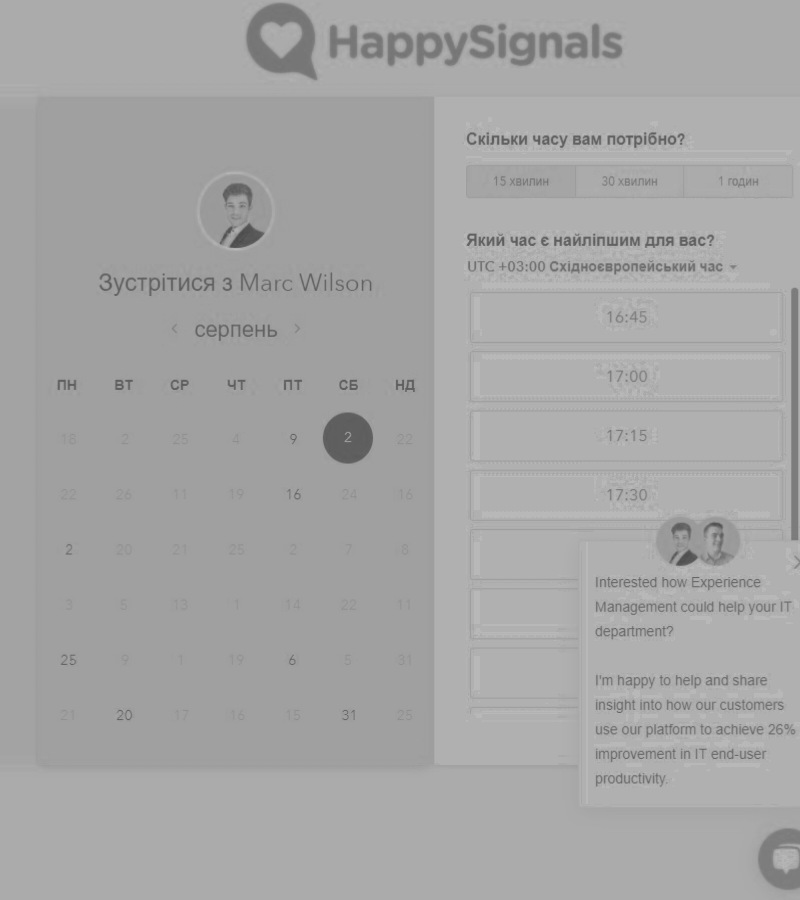 HappySignals
Скільки часу вам потрібно?
15 хвилин 30 хвилин 1 годин
Який час є найліпшим для вас?
UTC +03:00 Східноєвропейський час
Зустрітися з Marc Wilson
серпень
ПН ВТ СР ЧТ ПТ СБ НД
18 2 25 4 9 2 22
22 26 11 19 16 24 16
2 20 21 25 2 7 8
3 5 13 1 14 22 11
25 9 1 19 6 5 31
21 20 17 16 15 31 25
16:45
17:00
17:15
17:30
Interested how Experience
Management could help your IT
department?
I'm happy to help and share
insight into how our customers
use our platform to achieve 26%
improvement in IT end-user
productivity.